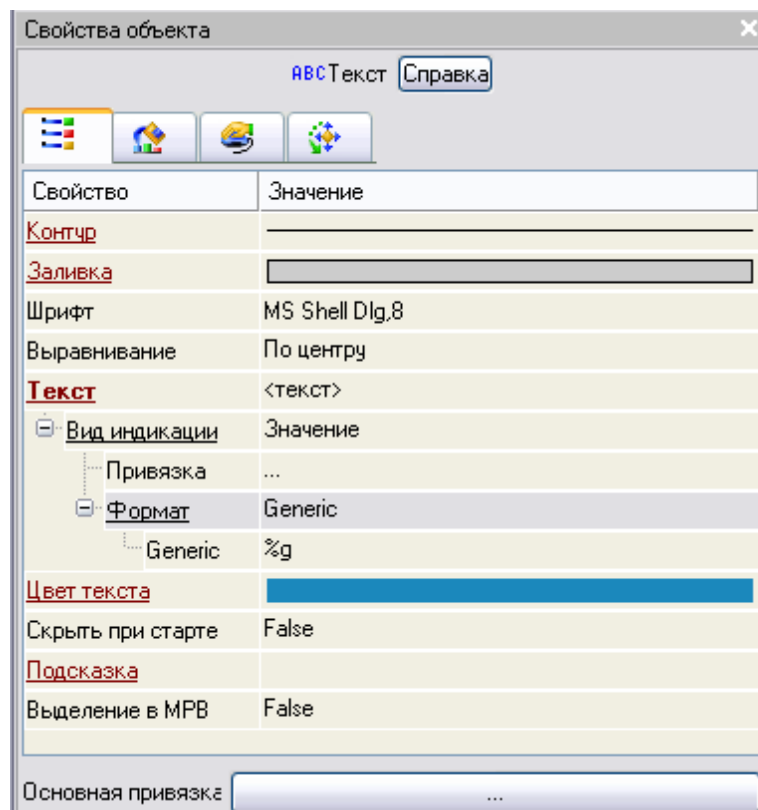 Свойства объекта
ABCТекст Справка
Свойство Значение
Контур
Заливка
Шрифт MS Shell Dlg,8
Выравнивание По центру
Текст <текст>
Вид индикации Значение
Привязка ...
Формат Generic
Generic %g
Цвет текста
Скрыть при старте False
Подсказка
Выделение в МРВ False
Основная привязка ...